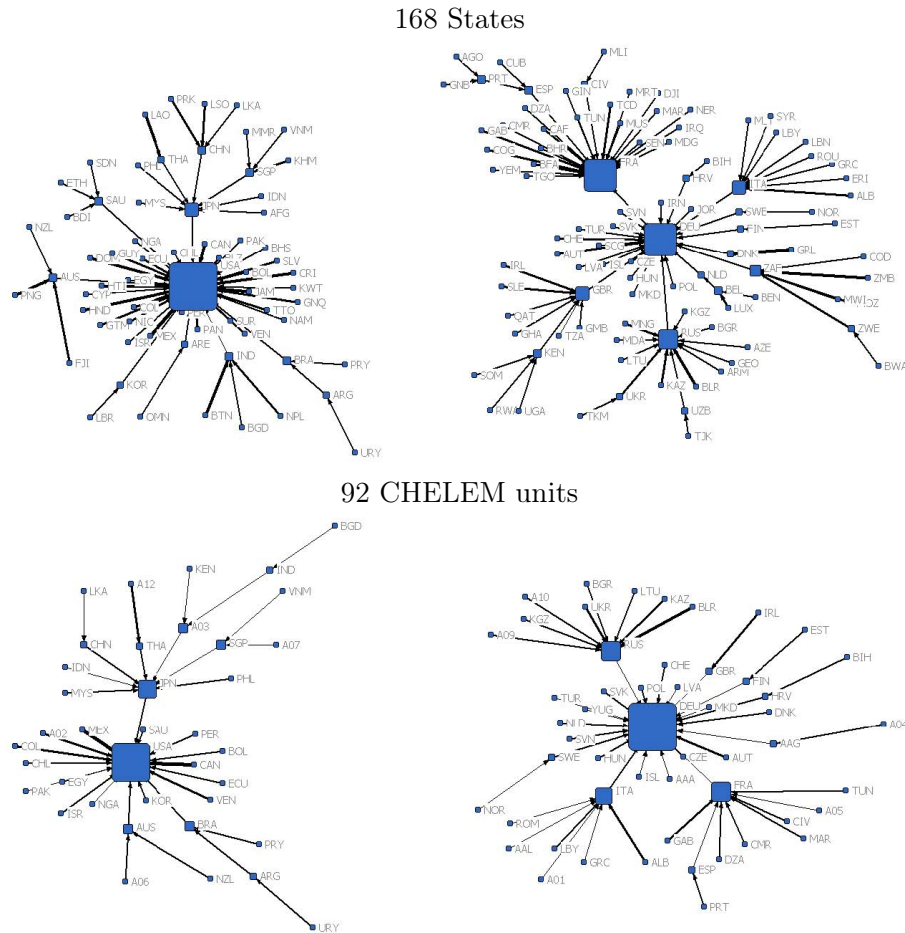 168 States
AGO
CUB
MLI
GNB
PRT
ESP
CIV
GIN
MRT
DJI
DZA
TCD
NER
CMR
TUN
MAR
GAB
CAF
MUS
IRQ
SYR
COG
BHR
SEN
MDG
LBY
LBN
YEM
BFA
FRA
ROU
TGO
BIH
GRC
HRV
ITA
ERI
ALB
PRK
LSO
LKA
LAO
CHN
MMR
VNM
SDN
PHL
THA
SGP
KHM
ETH
SAU
MYS
JPN
IDN
BDI
AFG
NZL
NGA
CAN
PAK
GUY
CHL
BHS
DOM
ECU
USA
SLV
AUS
EGY
BOL
CRI
HTI
JAM
KWT
PNG
CYP
GNQ
HND
COL
TTO
GTM
NIC
PER
SUR
NAM
MEX
PAN
VEN
ISR
ARE
IND
BRA
PRY
FJI
KOR
ARG
LBR
OMN
BTN
NPL
BGD
URY
SVN
IRN
JOR
SWE
NOR
TUR
SVK
DEU
FIN
EST
CHE
SCG
AUT
CZE
DNK
GRL
IRL
LVA
ISL
NLD
ZAF
COD
HUN
POL
BEL
BEN
ZMB
SLE
GBR
MKD
LUX
MWI
QAT
GMB
KGZ
GHA
TZA
MNG
BGR
ZWE
MDA
RUS
AZE
KEN
LTU
GEO
BWA
SOM
ARM
UKR
KAZ
BLR
RWA
UGA
TKM
UZB
TJK
92 CHELEM units
BGD
KEN
IND
LKA
A12
VNM
A03
CHN
THA
SGP
A07
IDN
JPN
PHL
MYS
MEX
SAU
PER
A02
USA
COL
BOL
CHL
CAN
EGY
ECU
PAK
NGA
KOR
VEN
ISR
AUS
BRA
PRY
A06
NZL
ARG
URY
BGR
A10
UKR
LTU
KAZ
IRL
KGZ
BLR
EST
A09
RUS
CHE
GBR
BIH
SVK
POL
LVA
FIN
TUR
HRV
YUG
DEU
MKD
DNK
A04
NLD
SVN
AAG
SWE
HUN
CZE
AUT
ISL
AAA
NOR
ITA
FRA
TUN
ROM
A05
AAL
LBY
CIV
GAB
MAR
GRC
ALB
CMR
A01
DZA
ESP
PRT